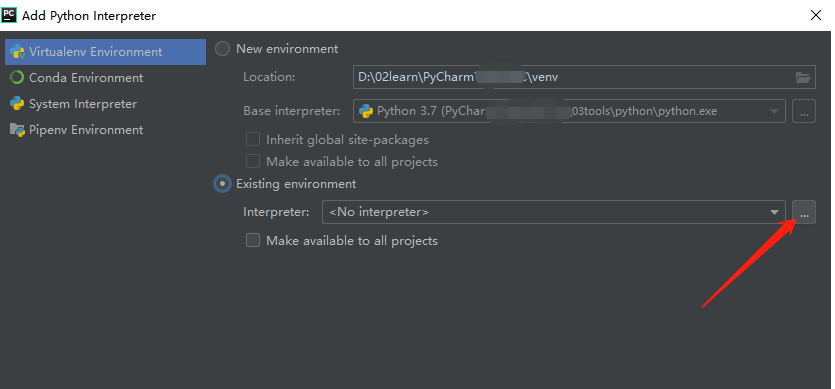 PC Add Python Interpreter
Virtualenv Environment
Conda Environment
System Interpreter
Pipenv Environment
New environment
Location: D:\02learn\PyCharm \venv
Base interpreter: Python 3.7 (PyChar 03tools\python\python.exe ...
Inherit global site-packages
Make available to all projects
Existing environment
Interpreter: <No interpreter> ...
Make available to all projects